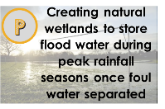 P
Creating natural
wetlands to store
flood water during
peak rainfall
seasons once foul
water separated